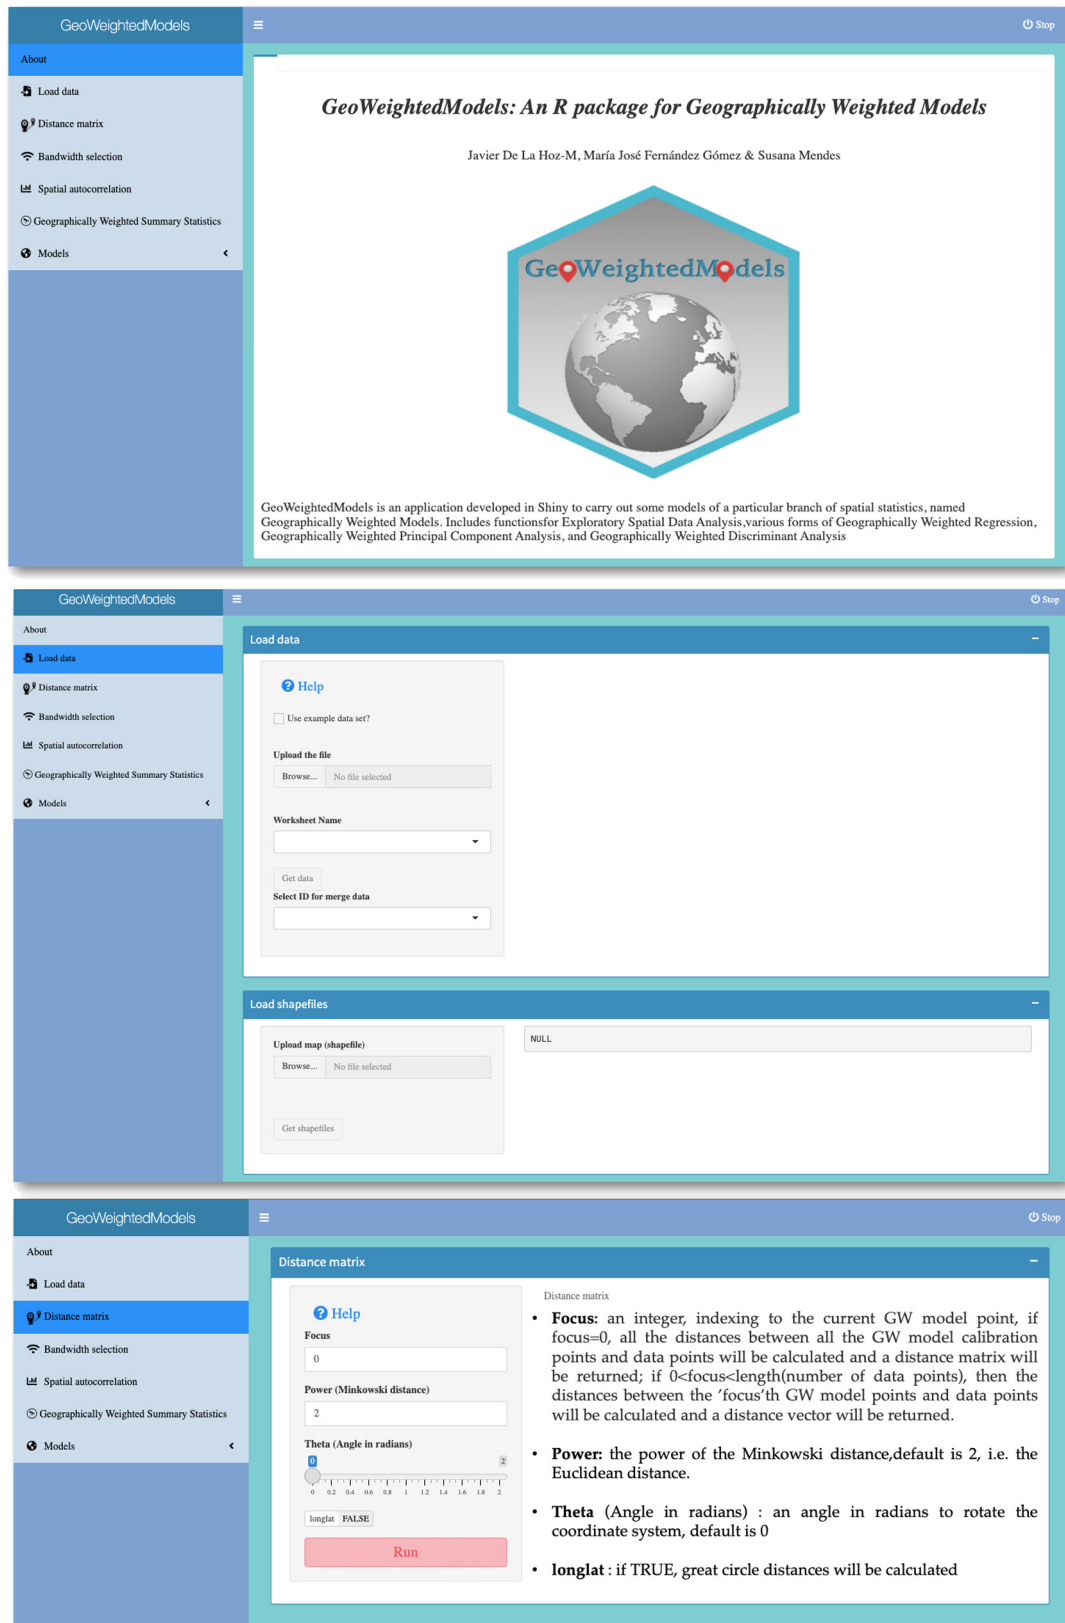 GeoWeightedModels
Stop
About
Load data
Distance matrix
Bandwidth selection
Spatial autocorrelation
Geographically Weighted Summary Statistics
Models
GeoWeightedModels: An R package for Geographically Weighted Models
Javier De La Hoz-M, María José Fernández Gómez & Susana Mendes
GeoWeightedModels
GeoWeightedModels is an application developed in Shiny to carry out some models of a particular branch of spatial statistics, named
Geographically Weighted Models. Includes functionsfor Exploratory Spatial Data Analysis,various forms of Geographically Weighted Regression,
Geographically Weighted Principal Component Analysis, and Geographically Weighted Discriminant Analysis
GeoWeightedModels
Stop
About
Load data
Distance matrix
Bandwidth selection
Spatial autocorrelation
Geographically Weighted Summary Statistics
Models
Load data
Help
Use example data set?
Upload the file
Browse... No file selected
Worksheet Name
Get data
Select ID for merge data
Load shapefiles
Upload map (shapefile)
Browse... No file selected
Get shapefiles
NULL
GeoWeightedModels
Stop
About
Load data
Distance matrix
Bandwidth selection
Spatial autocorrelation
Geographically Weighted Summary Statistics
Models
Distance matrix
Help
Focus
0
Power (Minkowski distance)
2
Theta (Angle in radians)
0 2
0 0.2 0.4 0.6 0.8 1 1.2 1.4 1.6 1.8 2
longlat FALSE
Run
Distance matrix
• Focus: an integer, indexing to the current GW model point, if
focus=0, all the distances between all the GW model calibration
points and data points will be calculated and a distance matrix will
be returned; if 0<focus<length(number of data points), then the
distances between the 'focus'th GW model points and data points
will be calculated and a distance vector will be returned.
• Power: the power of the Minkowski distance,default is 2, i.e. the
Euclidean distance.
• Theta (Angle in radians) : an angle in radians to rotate the
coordinate system, default is 0
• longlat : if TRUE, great circle distances will be calculated